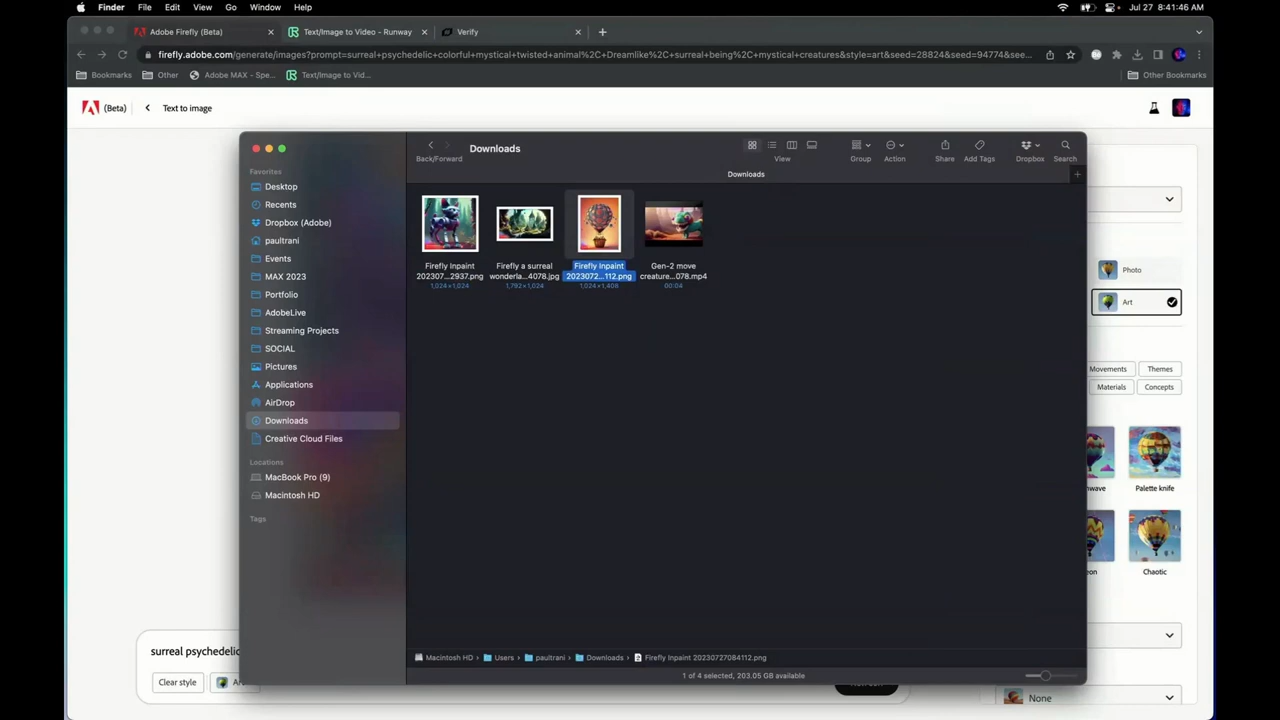 Finder File Edit View Go Window Help Jul 27 8:41:46 AM
Adobe Firefly (Beta) Text/Image to Video - Runway Verify
firefly.adobe.com/generate/images?prompt=surreal+psychedelic+colorful+mystical+twisted+animal%2C+Dreamlike+surreal+being%2C+mystical+creatures&style=art&seed=28824&seed=94774&see...
Bookmarks Other Adobe MAX - Spe... Text/Image to Vid... Other Bookmarks
(Beta) Text to image
Downloads
Back/Forward View Group Action Share Add Tags Dropbox Search
Downloads
Favorites
Desktop
Recents
Dropbox (Adobe)
paultrani
Events
MAX 2023
Portfolio
AdobeLive
Streaming Projects
SOCIAL
Pictures
Applications
AirDrop
Downloads
Creative Cloud Files
Locations
MacBook Pro (9)
Macintosh HD
Tags
Firefly Inpaint
202307...2937.png
1,024×1,024
Firefly a surreal
wonderla...4078.jpg
1,792×1,024
Firefly Inpaint
2023072...112.png
1,024×1,408
Gen-2 move
creature...078.mp4
00:04
Photo
Art
Movements Themes
Materials Concepts
Palette knife
Chaotic
surreal psychedelic
Clear style
None
Macintosh HD › Users › paultrani › Downloads › Firefly Inpaint 20230727084112.png
1 of 4 selected, 203.05 GB available